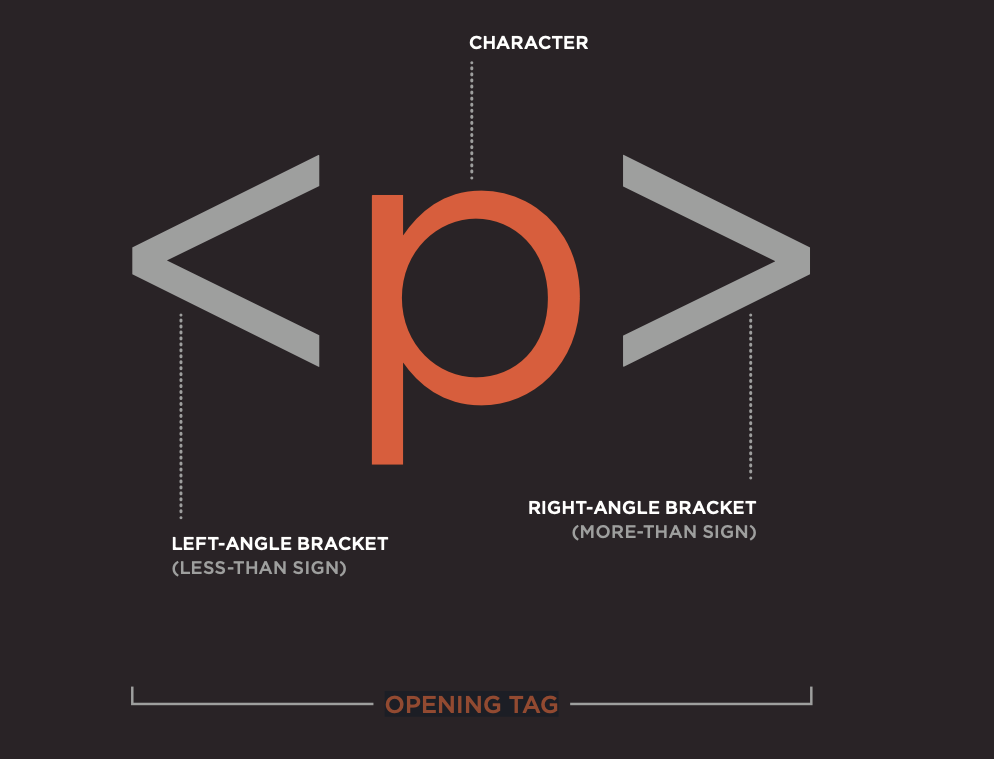 CHARACTER
<p>
LEFT-ANGLE BRACKET
(LESS-THAN SIGN)
RIGHT-ANGLE BRACKET
(MORE-THAN SIGN)
OPENING TAG